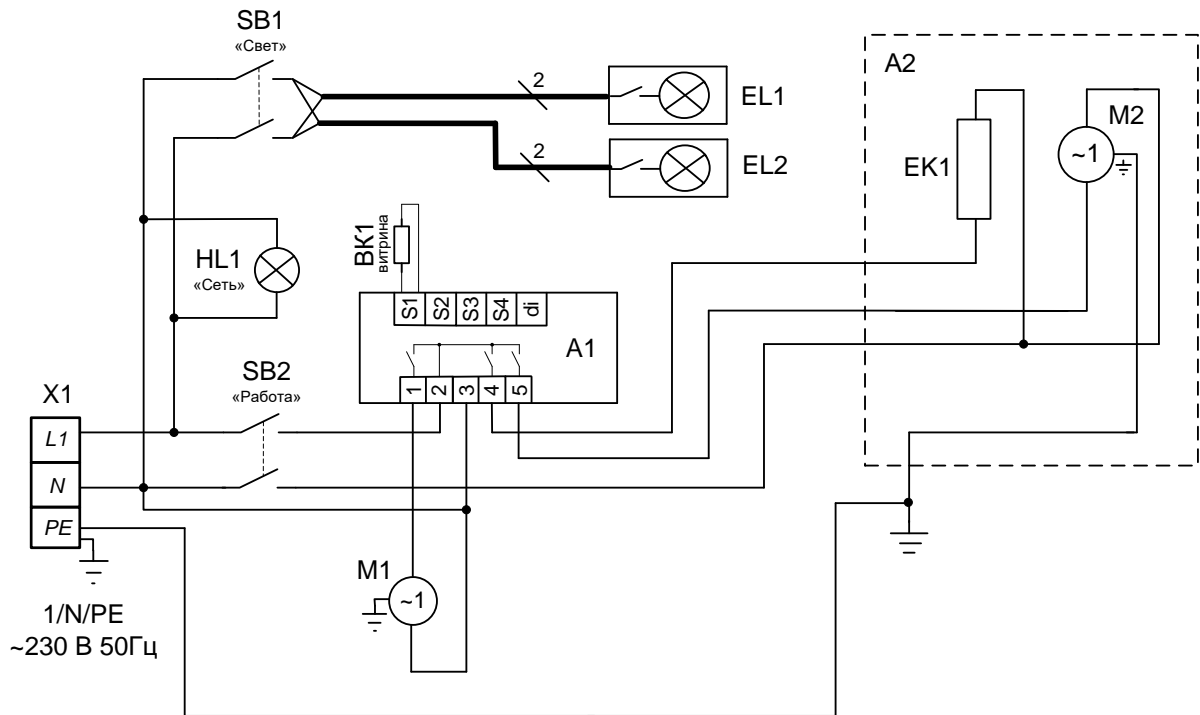 SB1
«Свет»
2
EL1
2
EL2
A2
M2
~1
EK1
HL1
«Сеть»
BK1
витрина
S1 S2 S3 S4 di
A1
1 2 3 4 5
SB2
«Работа»
X1
L1
N
PE
1/N/PE
~230 В 50Гц
M1
~1